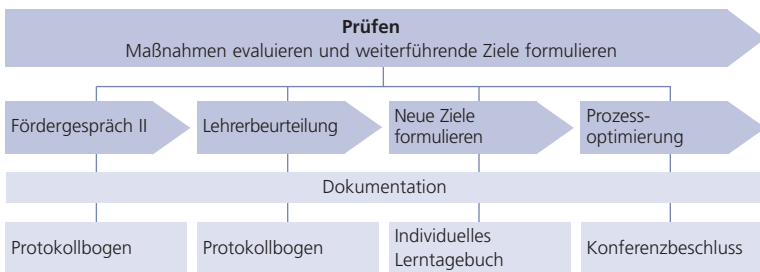 Prüfen
Maßnahmen evaluieren und weiterführende Ziele formulieren
Fördergespräch II
Lehrerbeurteilung
Neue Ziele
formulieren
Prozess-
optimierung
Dokumentation
Protokollbogen
Protokollbogen
Individuelles
Lerntagebuch
Konferenzbeschluss